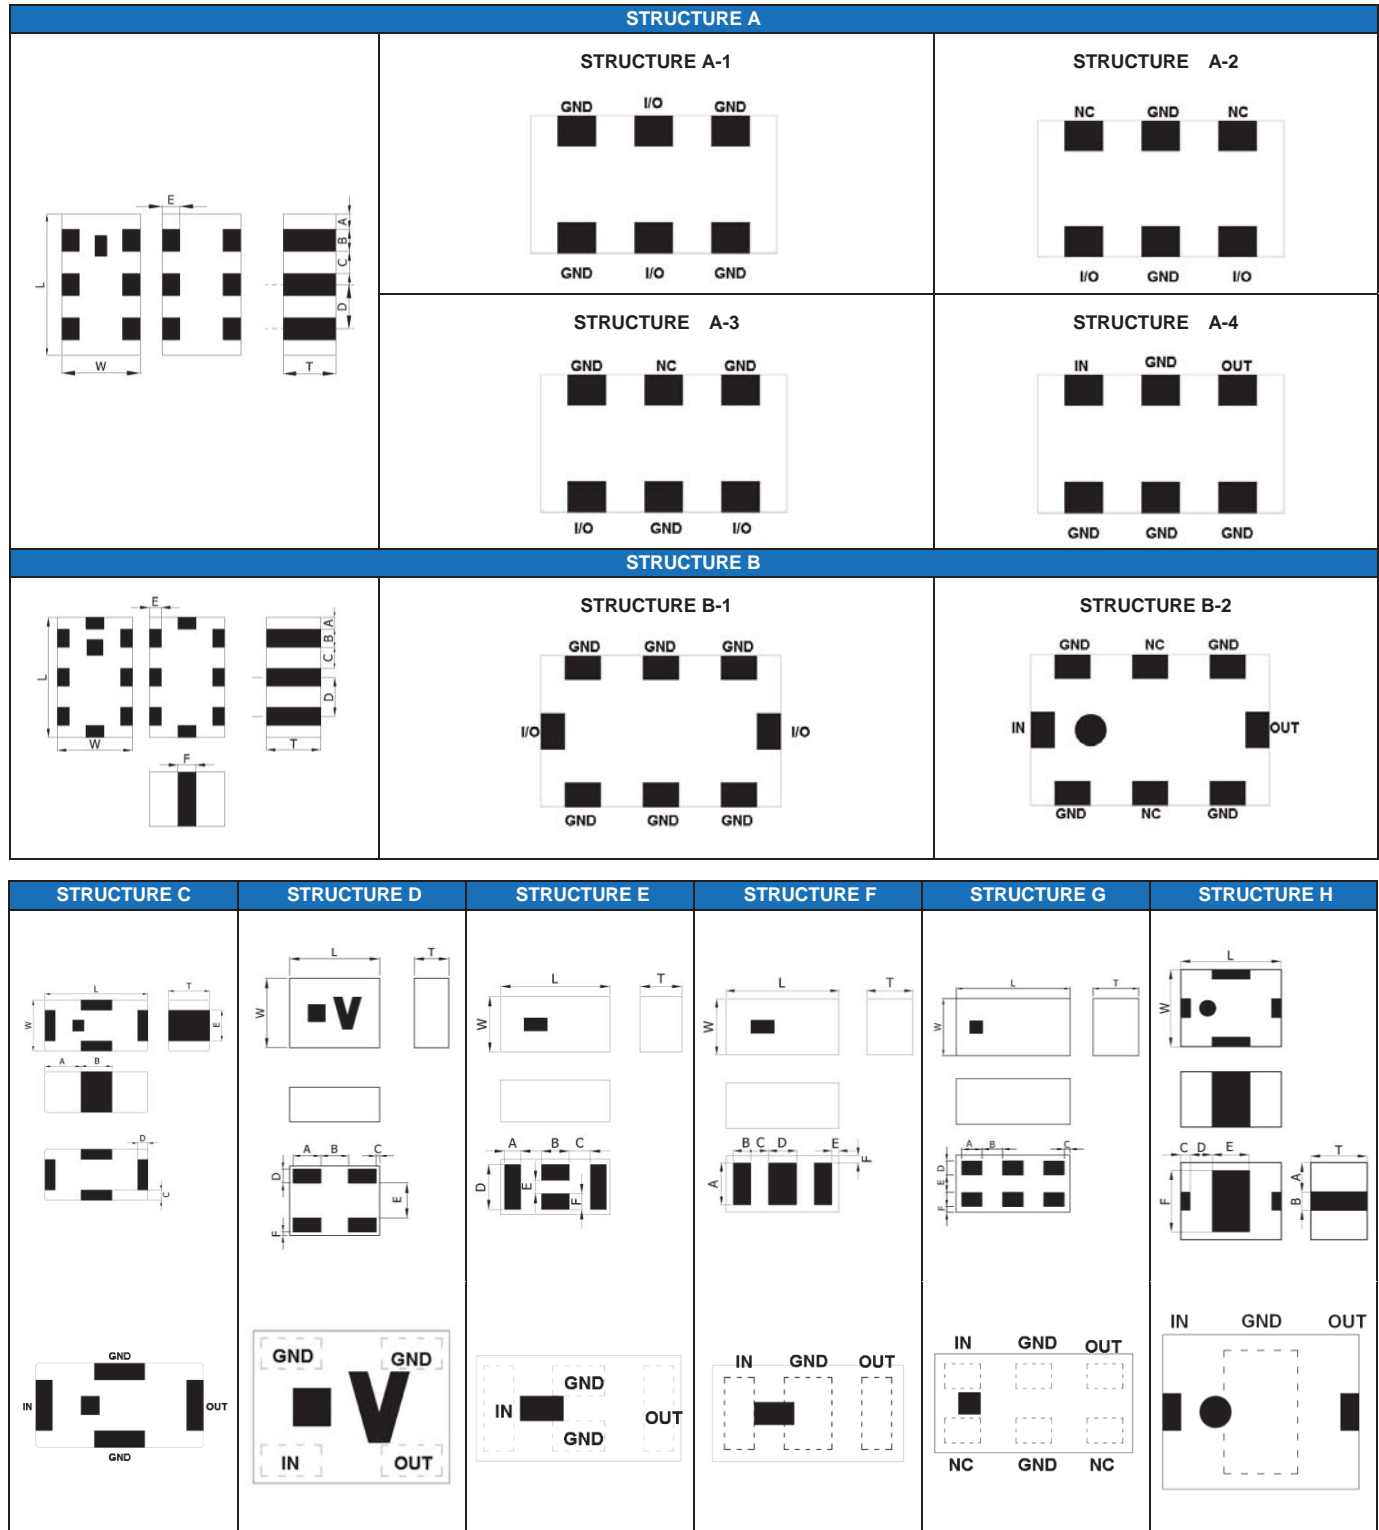 STRUCTURE A
STRUCTURE A-1
STRUCTURE A-2
GND I/O GND
GND I/O GND
NC GND NC
I/O GND I/O
E
A
B
C
D
L
W
T
STRUCTURE A-3
STRUCTURE A-4
GND NC GND
I/O GND I/O
IN GND OUT
GND GND GND
STRUCTURE B
STRUCTURE B-1
STRUCTURE B-2
E
A
B
C
D
L
W
T
F
GND GND GND
I/O I/O
GND GND GND
GND NC GND
IN OUT
GND NC GND
STRUCTURE C STRUCTURE D STRUCTURE E STRUCTURE F STRUCTURE G STRUCTURE H
L
T
W
E
A B
D
C
GND
IN OUT
GND
L
T
W
A B C
D
E
F
GND GND
V
IN OUT
L
T
W
A B C
D
E
F
GND
IN OUT
GND
L
T
W
B C D E
F
A
IN GND OUT
L
T
W
A B C
D
E
F
IN GND OUT
NC GND NC
L
W
C D E
T
F
A
B
IN GND OUT